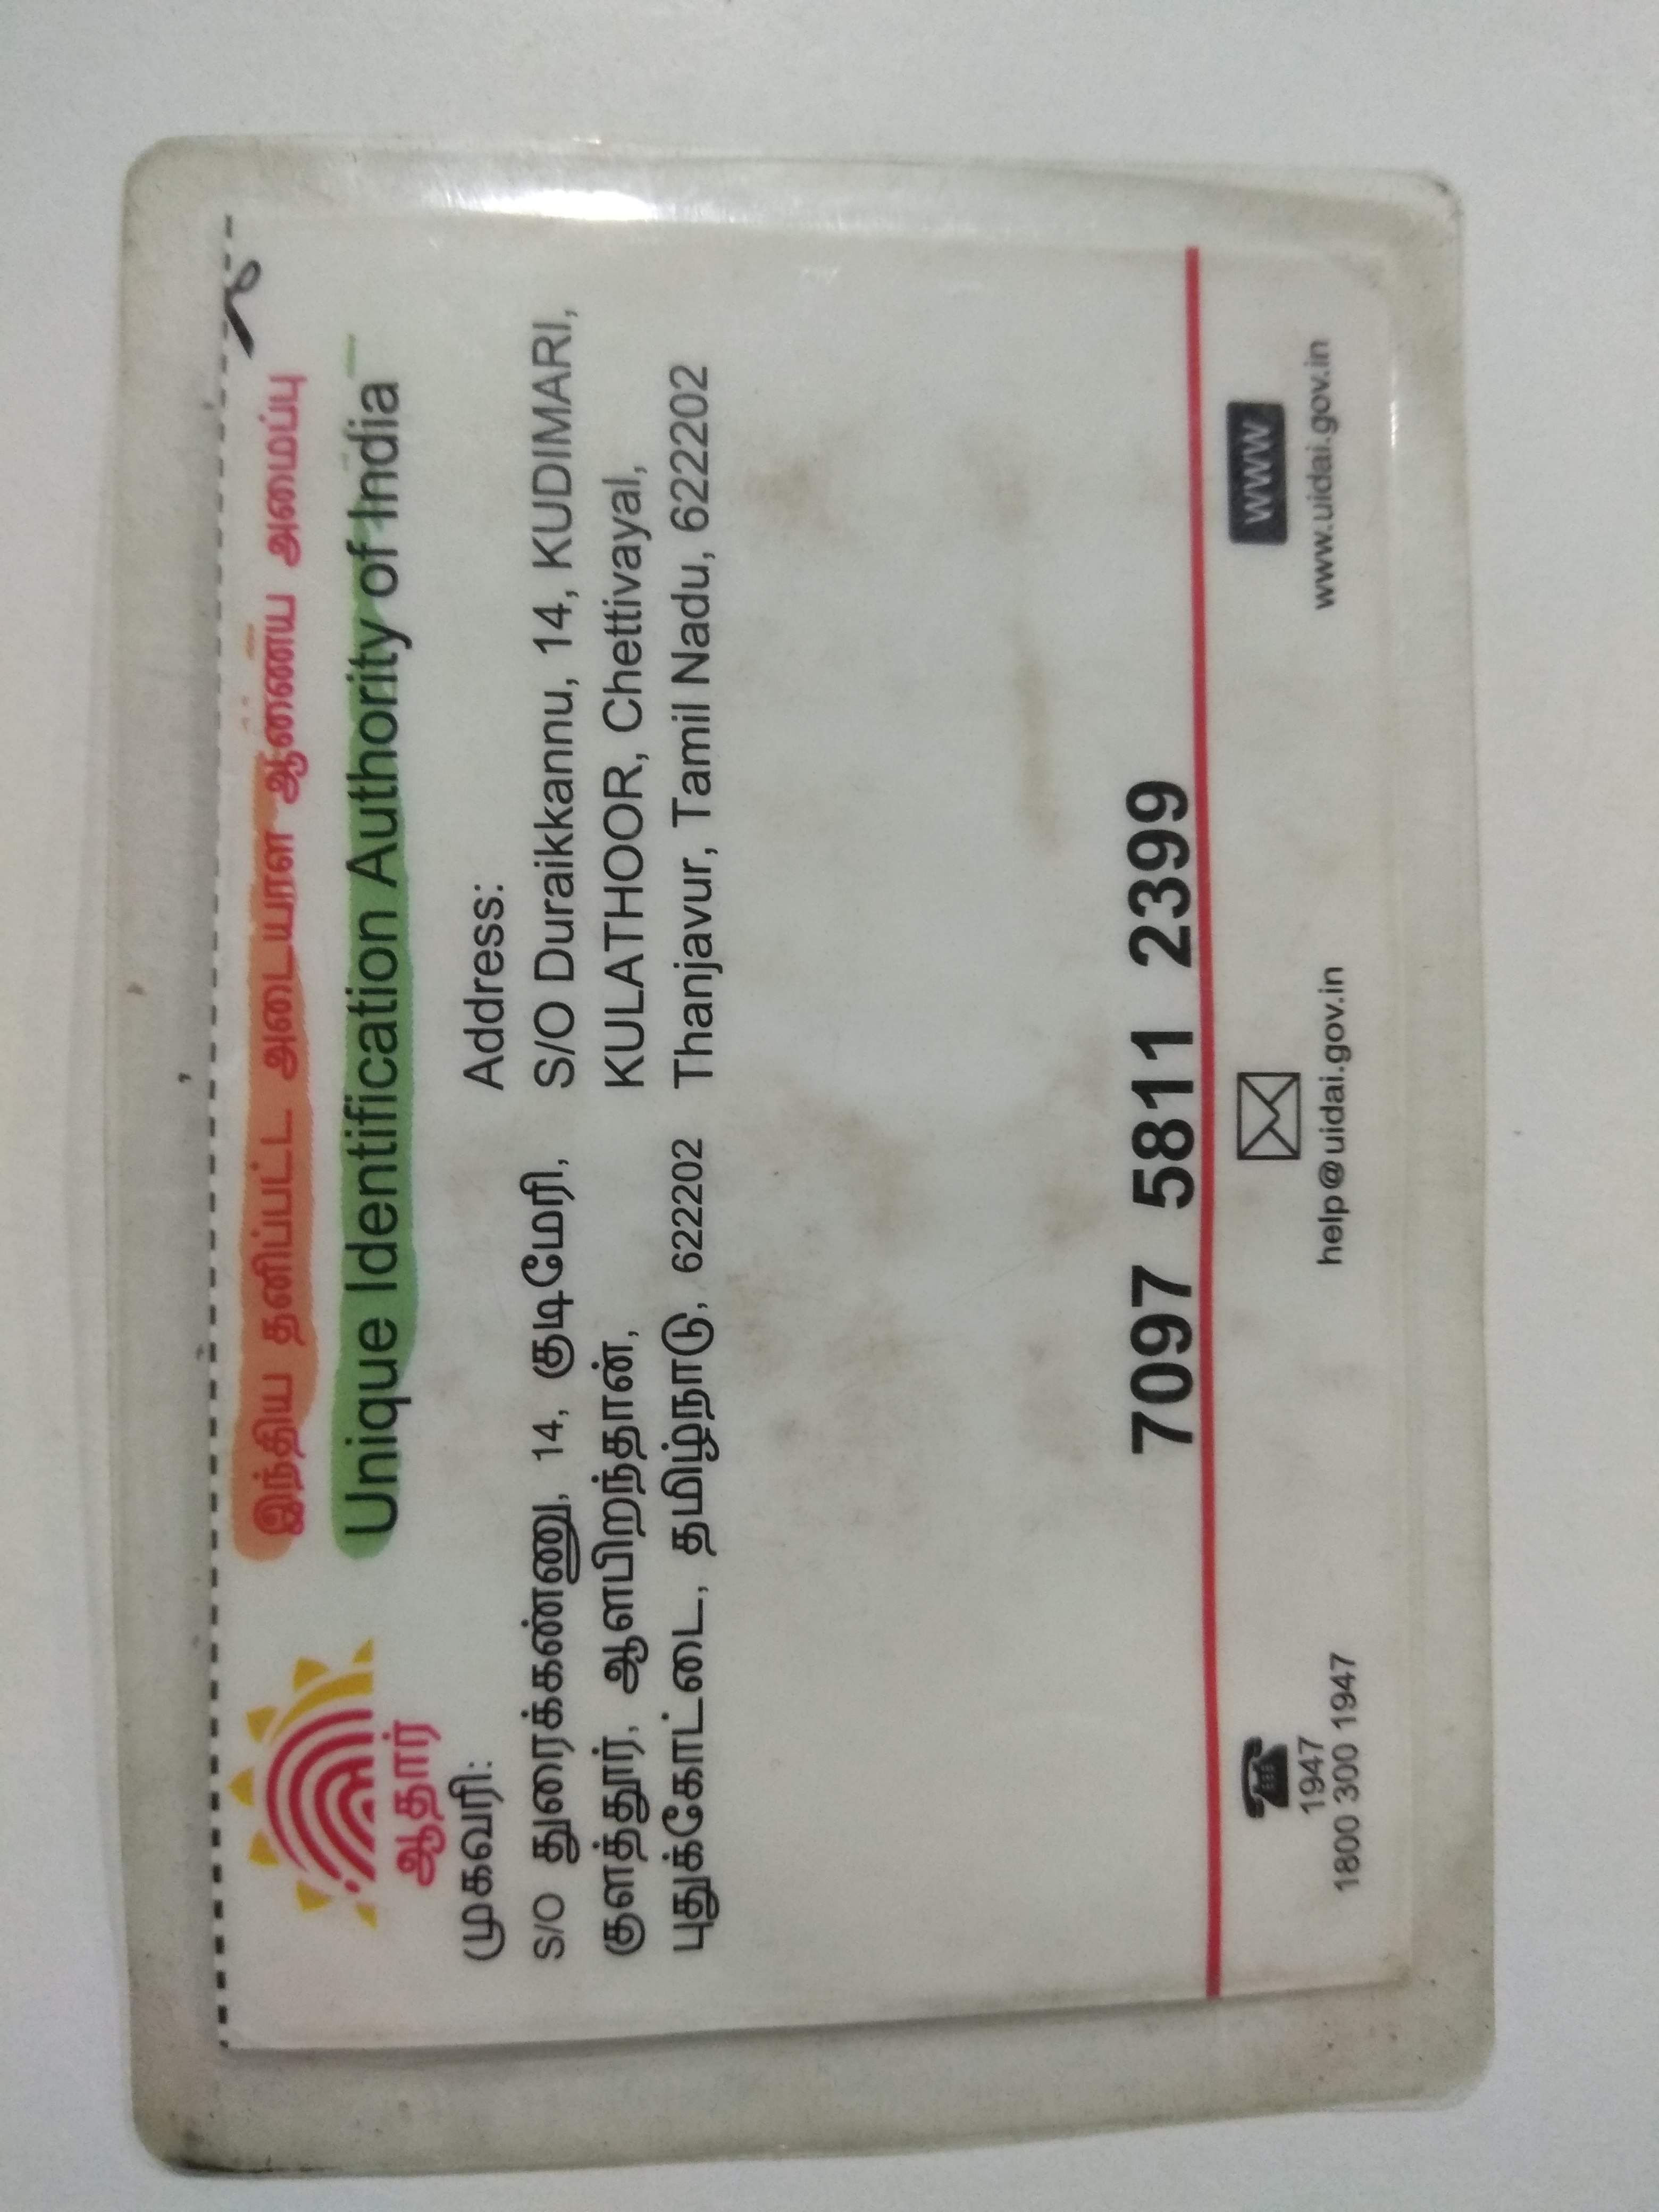 இந்திய தனிப்பட்ட அடையாள ஆணைய அமைப்பு
Unique Identification Authority of India
ஆதார்
முகவரி:
S/O துரைக்கண்ணு, 14, குடிமேரி,
குளத்தூர், ஆளபிறந்தான்,
புதுக்கோட்டை, தமிழ்நாடு, 622202
Address:
S/O Duraikkannu, 14, KUDIMARI,
KULATHOOR, Chettivayal,
Thanjavur, Tamil Nadu, 622202
7097 5811 2399
1947
1800 300 1947
help@uidai.gov.in
WWW
www.uidai.gov.in